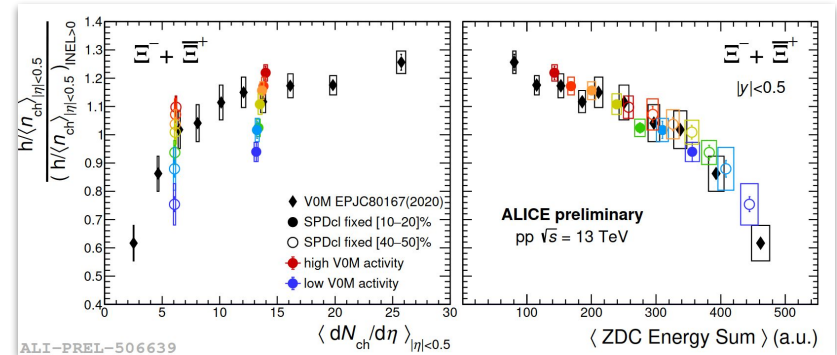 h/⟨n_ch⟩|η|<0.5
( h/⟨n_ch⟩|η|<0.5 )INEL>0
1.4
1.3
1.2
1.1
1
0.9
0.8
0.7
0.6
0.5
0.4
Ξ⁻ + Ξ̅⁺
V0M EPJC80167(2020)
SPDcl fixed [10–20]%
SPDcl fixed [40–50]%
high V0M activity
low V0M activity
0 5 10 15 20 25 30
⟨ dN_ch/dη ⟩|η|<0.5
Ξ⁻ + Ξ̅⁺
|y|<0.5
ALICE preliminary
pp √s = 13 TeV
100 200 300 400 500
⟨ ZDC Energy Sum ⟩ (a.u.)
ALI-PREL-506639